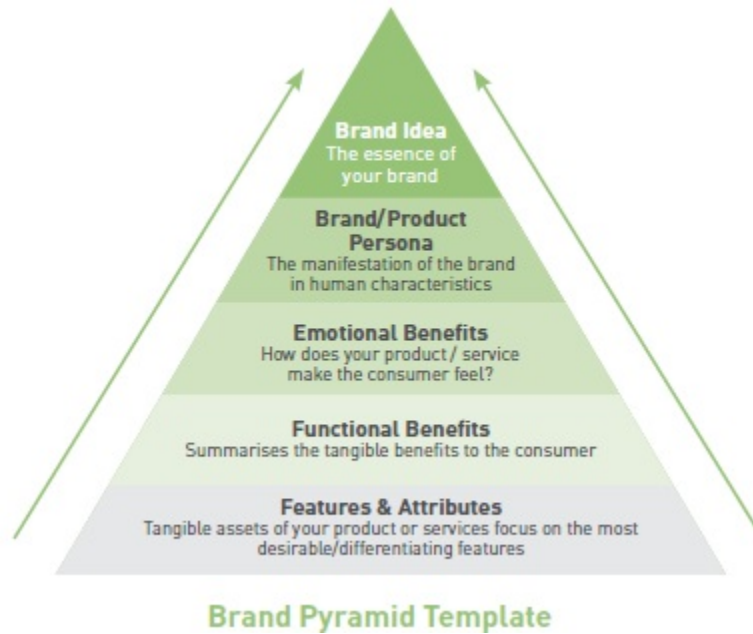 Brand Idea
The essence of
your brand
Brand/Product
Persona
The manifestation of the brand
in human characteristics
Emotional Benefits
How does your product / service
make the consumer feel?
Functional Benefits
Summarises the tangible benefits to the consumer
Features & Attributes
Tangible assets of your product or services focus on the most
desirable/differentiating features
Brand Pyramid Template